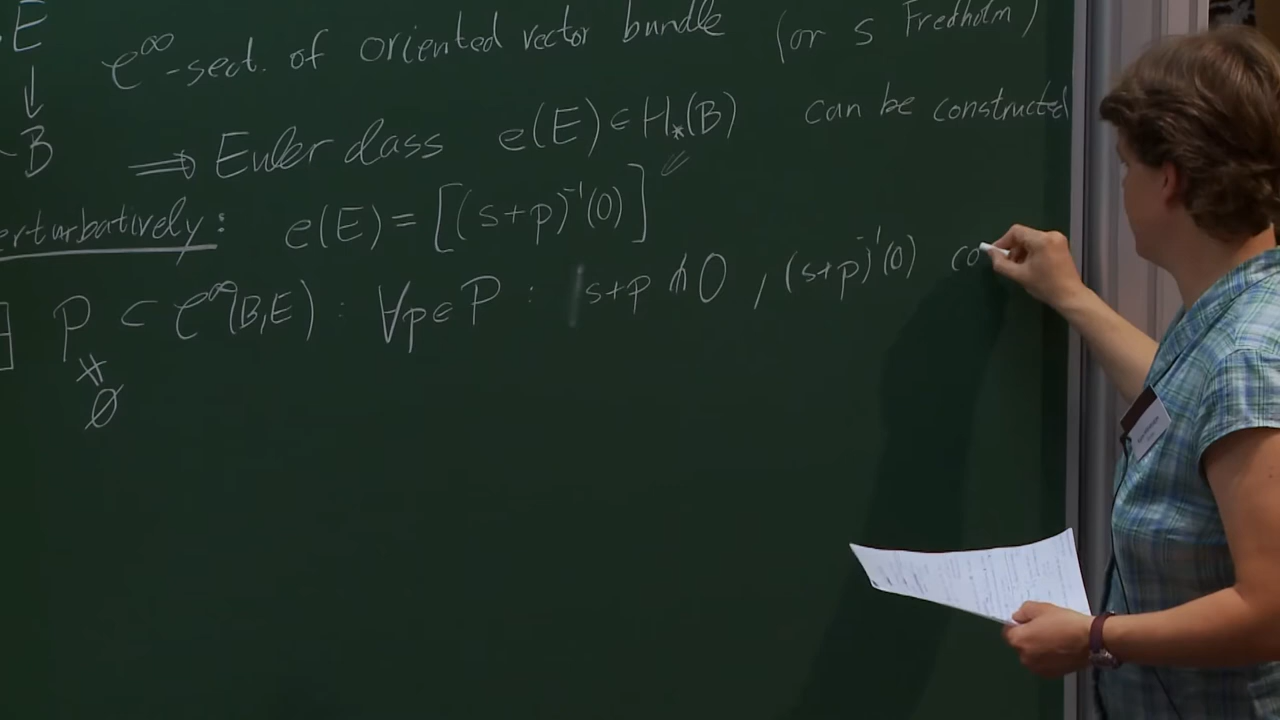 E
↓
B
C^∞-sect. of oriented vector bundle (or s Fredholm)
⟹ Euler class e(E) ∈ H_*(B) can be constructed
erturbatively: e(E) = [(s+p)^{-1}(0)]
P ⊂ C^∞(B,E) : ∀p∈P : s+p ⋔ 0 , (s+p)^{-1}(0) co
∅